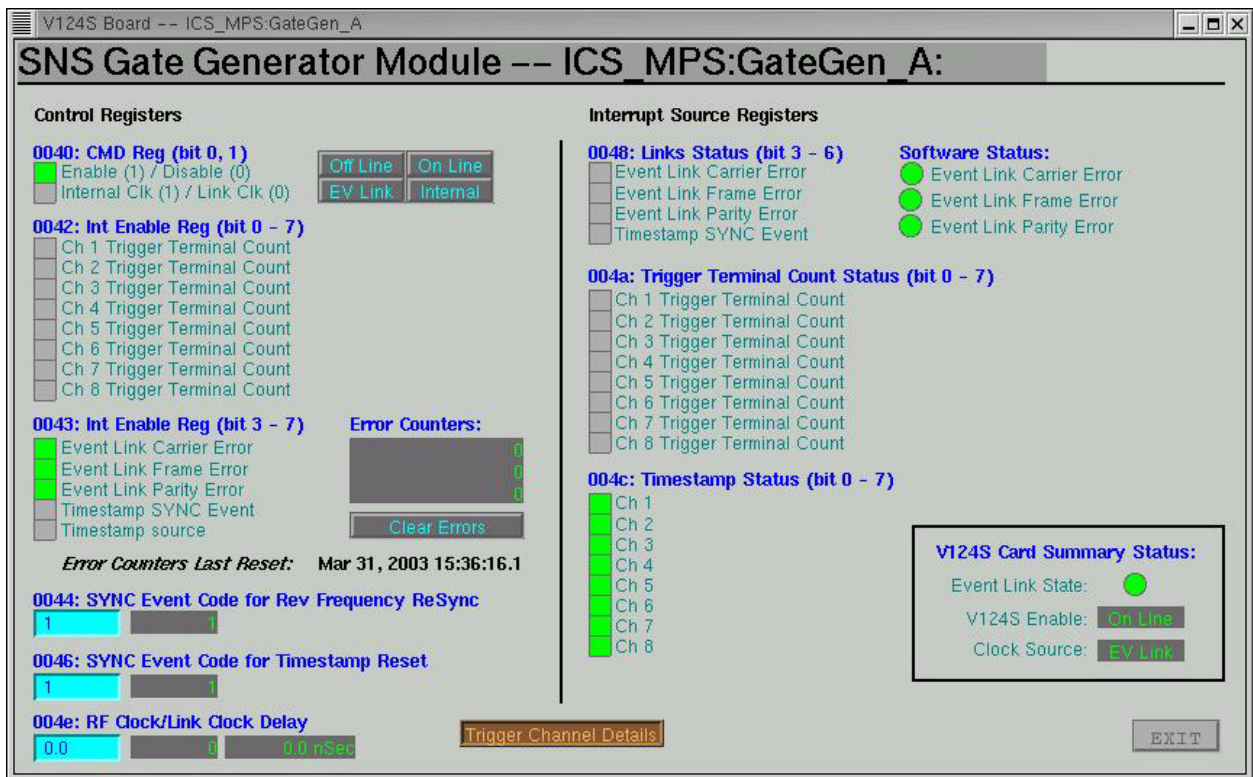 V124S Board -- ICS_MPS:GateGen_A
SNS Gate Generator Module -- ICS_MPS:GateGen_A:
Control Registers
0040: CMD Reg (bit 0, 1)
Enable (1) / Disable (0)
Internal Clk (1) / Link Clk (0)
Off Line On Line
EV Link Internal
0042: Int Enable Reg (bit 0 - 7)
Ch 1 Trigger Terminal Count
Ch 2 Trigger Terminal Count
Ch 3 Trigger Terminal Count
Ch 4 Trigger Terminal Count
Ch 5 Trigger Terminal Count
Ch 6 Trigger Terminal Count
Ch 7 Trigger Terminal Count
Ch 8 Trigger Terminal Count
0043: Int Enable Reg (bit 3 - 7)
Event Link Carrier Error
Event Link Frame Error
Event Link Parity Error
Timestamp SYNC Event
Timestamp source
Error Counters:
0
0
0
Clear Errors
Error Counters Last Reset: Mar 31, 2003 15:36:16.1
0044: SYNC Event Code for Rev Frequency ReSync
1 1
0046: SYNC Event Code for Timestamp Reset
1 1
004e: RF Clock/Link Clock Delay
0.0 0 0.0 nSec
Interrupt Source Registers
0048: Links Status (bit 3 - 6)
Event Link Carrier Error
Event Link Frame Error
Event Link Parity Error
Timestamp SYNC Event
Software Status:
Event Link Carrier Error
Event Link Frame Error
Event Link Parity Error
004a: Trigger Terminal Count Status (bit 0 - 7)
Ch 1 Trigger Terminal Count
Ch 2 Trigger Terminal Count
Ch 3 Trigger Terminal Count
Ch 4 Trigger Terminal Count
Ch 5 Trigger Terminal Count
Ch 6 Trigger Terminal Count
Ch 7 Trigger Terminal Count
Ch 8 Trigger Terminal Count
004c: Timestamp Status (bit 0 - 7)
Ch 1
Ch 2
Ch 3
Ch 4
Ch 5
Ch 6
Ch 7
Ch 8
V124S Card Summary Status:
Event Link State:
V124S Enable: On Line
Clock Source: EV Link
Trigger Channel Details
EXIT